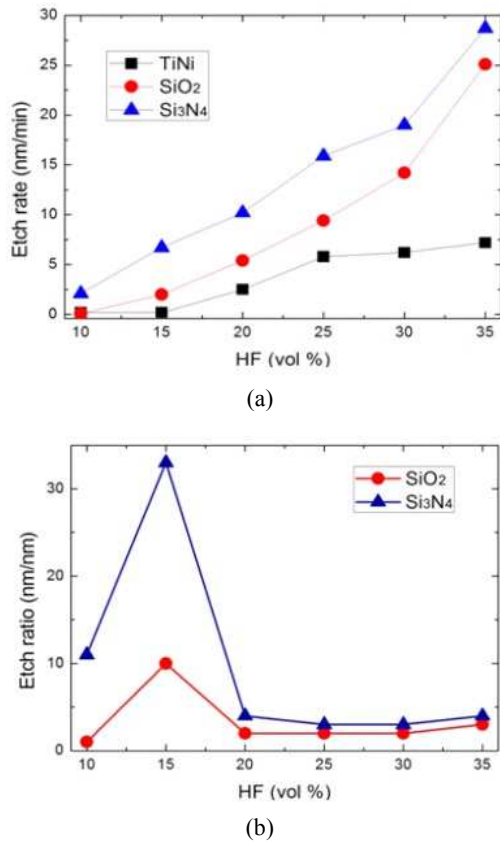 30
25
20
15
10
5
0
Etch rate (nm/min)
TiNi
SiO₂
Si₃N₄
10 15 20 25 30 35
HF (vol %)
(a)
30
20
10
0
Etch ratio (nm/nm)
SiO₂
Si₃N₄
10 15 20 25 30 35
HF (vol %)
(b)